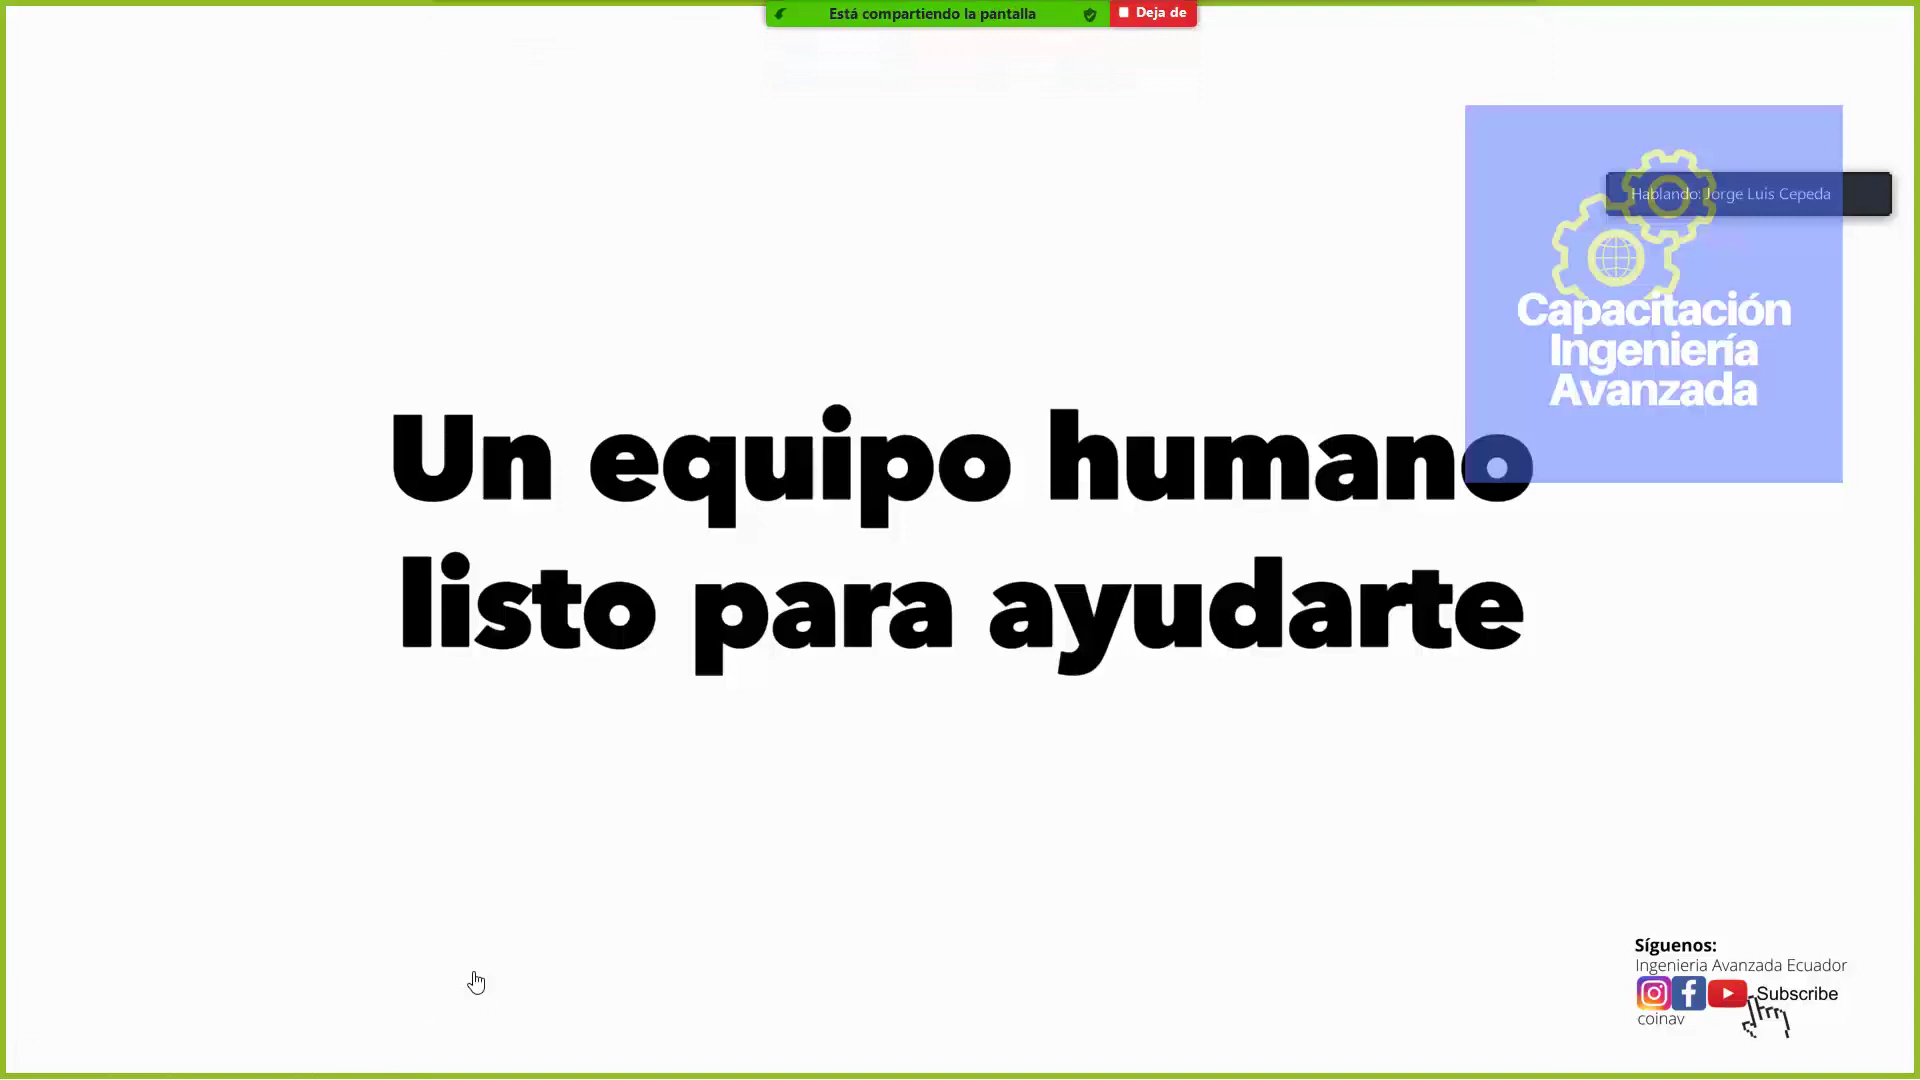 Está compartiendo la pantalla
Deja de
Hablando: Jorge Luis Cepeda
Capacitación
Ingeniería
Avanzada
Un equipo humano
listo para ayudarte
Síguenos:
Ingenieria Avanzada Ecuador
Subscribe
coinav